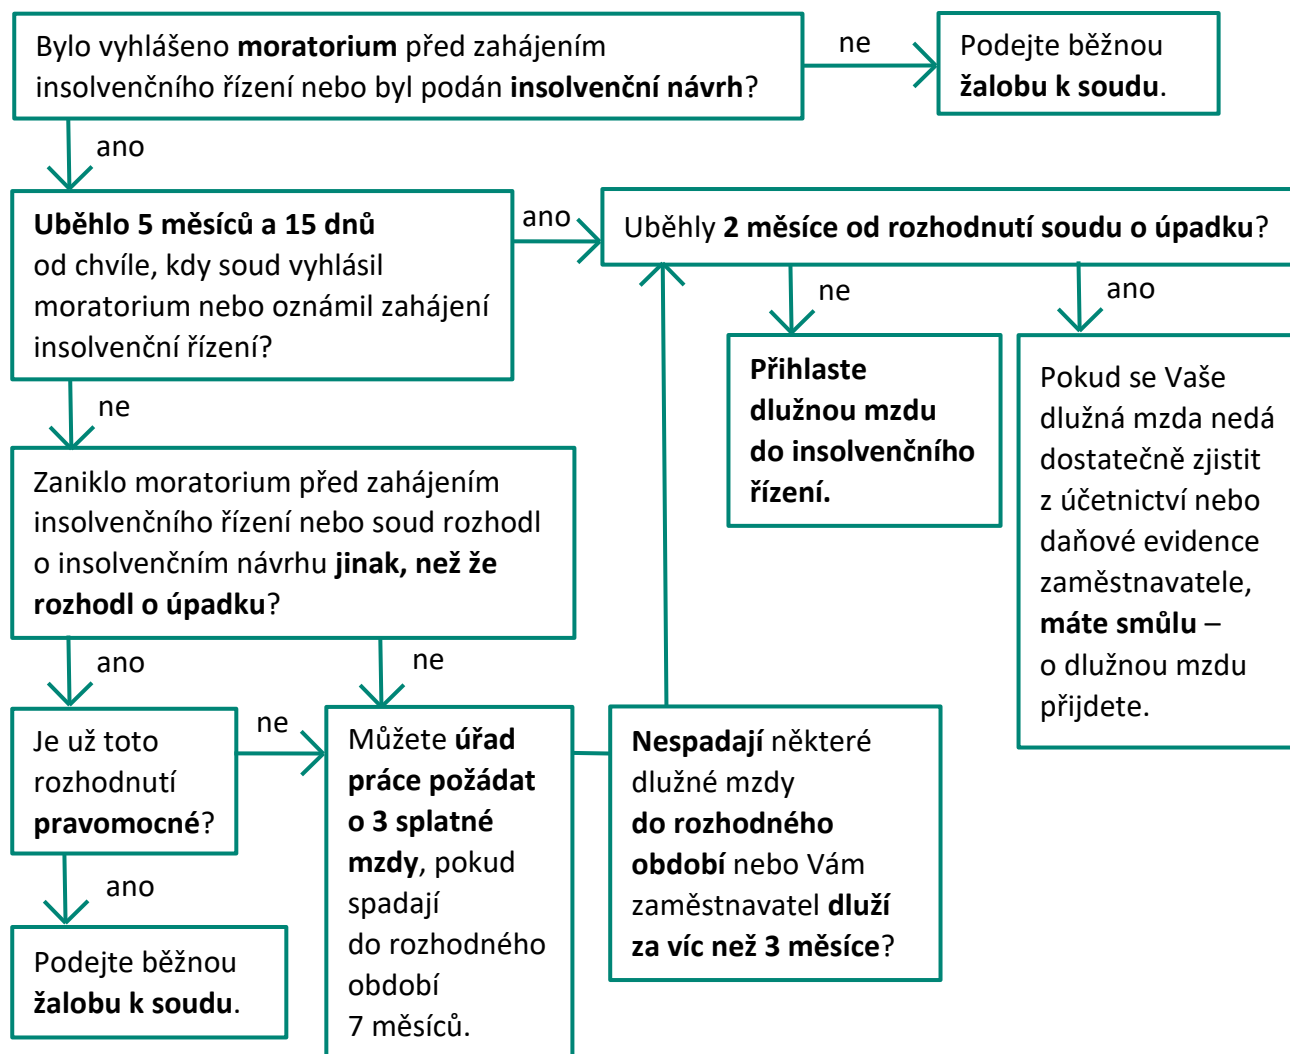 Bylo vyhlášeno moratorium před zahájením
insolvenčního řízení nebo byl podán insolvenční návrh?
ne
Podejte běžnou
žalobu k soudu.
ano
Uběhlo 5 měsíců a 15 dnů
od chvíle, kdy soud vyhlásil
moratorium nebo oznámil zahájení
insolvenční řízení?
ano
Uběhly 2 měsíce od rozhodnutí soudu o úpadku?
ne
ano
Přihlaste
dlužnou mzdu
do insolvenčního
řízení.
Pokud se Vaše
dlužná mzda nedá
dostatečně zjistit
z účetnictví nebo
daňové evidence
zaměstnavatele,
máte smůlu –
o dlužnou mzdu
přijdete.
ne
Zaniklo moratorium před zahájením
insolvenčního řízení nebo soud rozhodl
o insolvenčním návrhu jinak, než že
rozhodl o úpadku?
ano
ne
Je už toto
rozhodnutí
pravomocné?
ne
Můžete úřad
práce požádat
o 3 splatné
mzdy, pokud
spadají
do rozhodného
období
7 měsíců.
Nespadají některé
dlužné mzdy
do rozhodného
období nebo Vám
zaměstnavatel dluží
za víc než 3 měsíce?
ano
Podejte běžnou
žalobu k soudu.